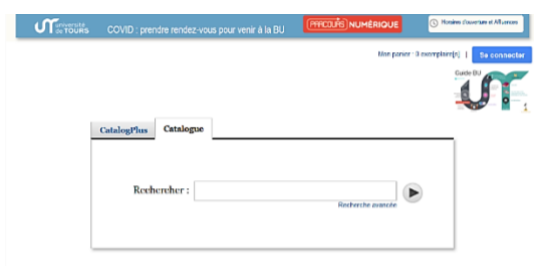 université
de TOURS
COVID : prendre rendez-vous pour venir à la BU
PARCOURS NUMÉRIQUE
Horaires d'ouverture et Affluences
Mon panier : 0 exemplaire(s) | Se connecter
Guide BU
CatalogPlus Catalogue
Rechercher :
Recherche avancée